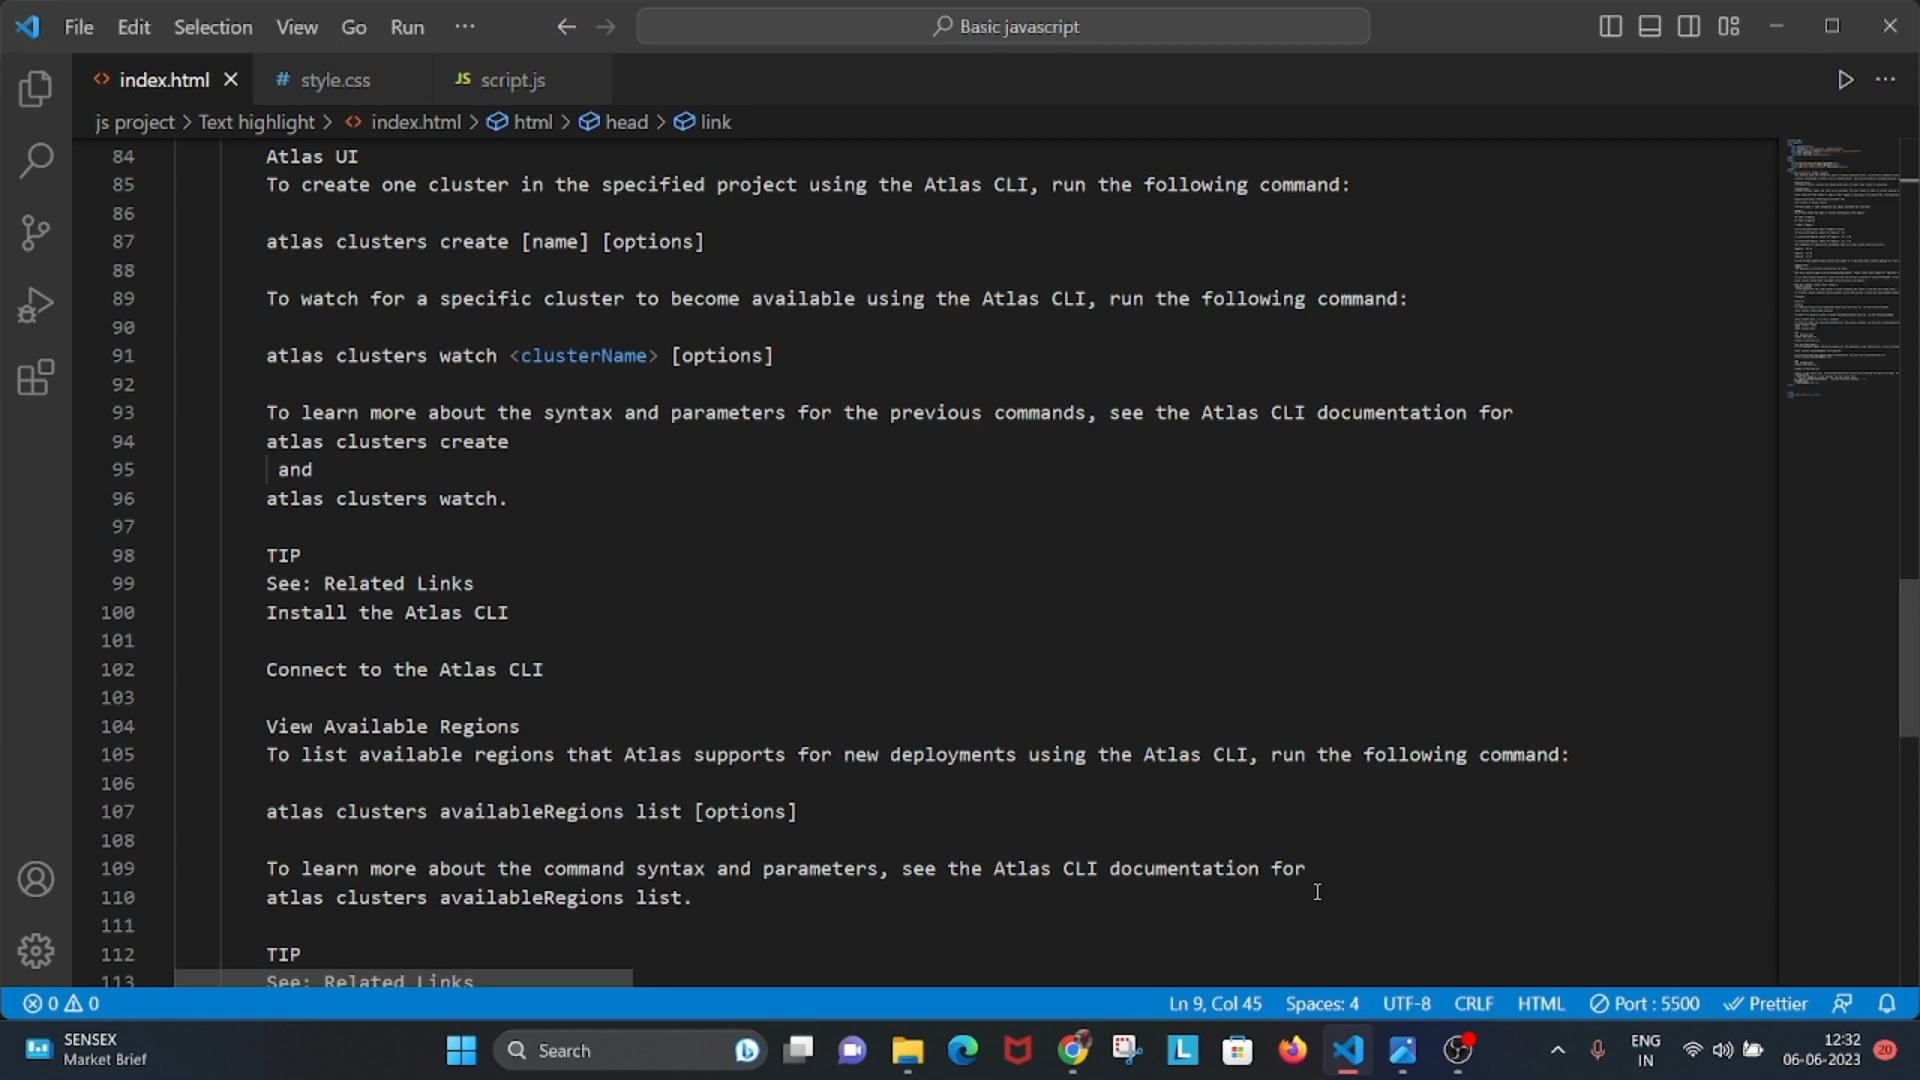 File Edit Selection View Go Run ··· Basic javascript
index.html # style.css JS script.js
js project > Text highlight > index.html > html > head > link
84 Atlas UI
85 To create one cluster in the specified project using the Atlas CLI, run the following command:
86
87 atlas clusters create [name] [options]
88
89 To watch for a specific cluster to become available using the Atlas CLI, run the following command:
90
91 atlas clusters watch <clusterName> [options]
92
93 To learn more about the syntax and parameters for the previous commands, see the Atlas CLI documentation for
94 atlas clusters create
95 and
96 atlas clusters watch.
97
98 TIP
99 See: Related Links
100 Install the Atlas CLI
101
102 Connect to the Atlas CLI
103
104 View Available Regions
105 To list available regions that Atlas supports for new deployments using the Atlas CLI, run the following command:
106
107 atlas clusters availableRegions list [options]
108
109 To learn more about the command syntax and parameters, see the Atlas CLI documentation for
110 atlas clusters availableRegions list.
111
112 TIP
113 See: Related Links
0 0 Ln 9, Col 45 Spaces: 4 UTF-8 CRLF HTML Port : 5500 Prettier
SENSEX
Market Brief
Search
L
ENG
IN
12:32
06-06-2023
20